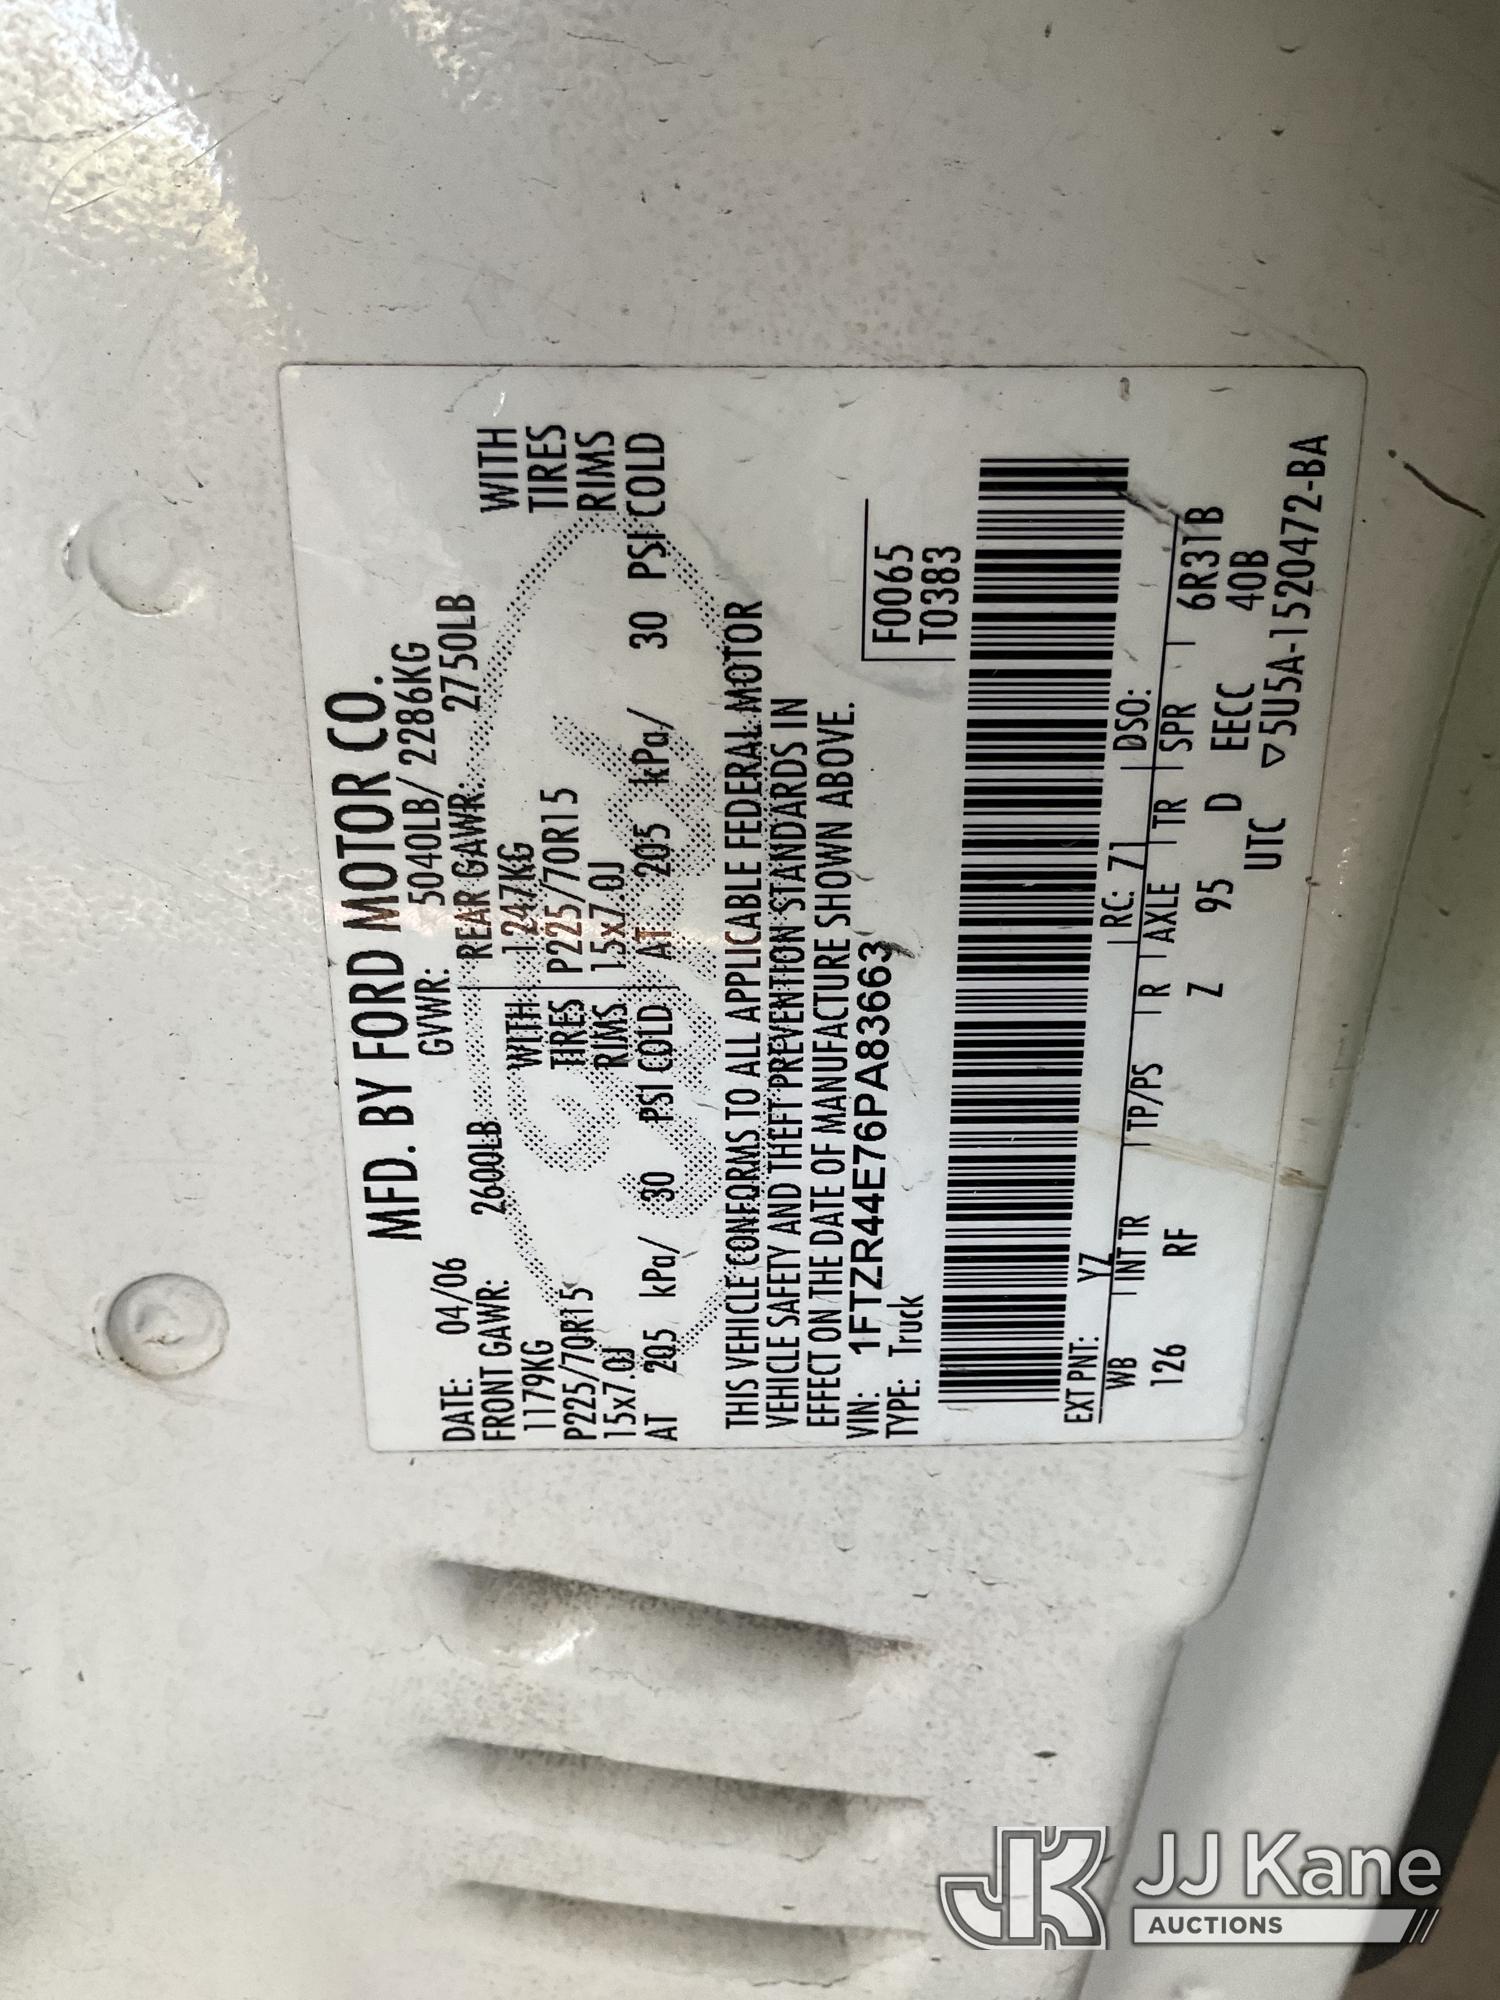 MFD. BY FORD MOTOR CO.
DATE: 04/06 GVWR: 5040LB/ 2286KG
FRONT GAWR: 2600LB REAR GAWR: 2750LB
1179KG WITH 1247KG WITH
P225/70R15 TIRES P225/70R15 TIRES
15x7.0J RIMS 15x7.0J RIMS
AT 205 kPa/ 30 PSI COLD AT 205 kPa/ 30 PSI COLD
THIS VEHICLE CONFORMS TO ALL APPLICABLE FEDERAL MOTOR
VEHICLE SAFETY AND THEFT PREVENTION STANDARDS IN
EFFECT ON THE DATE OF MANUFACTURE SHOWN ABOVE.
VIN: 1FTZR44E76PA83663 F0065
TYPE: Truck T0383
EXT PNT: YZ RC: 71 DSO:
WB INT TR TP/PS R AXLE TR SPR
126 RF Z 95 D EECC 6R31B
40B
UTC ▽5U5A-1520472-BA
JK JJ Kane
AUCTIONS